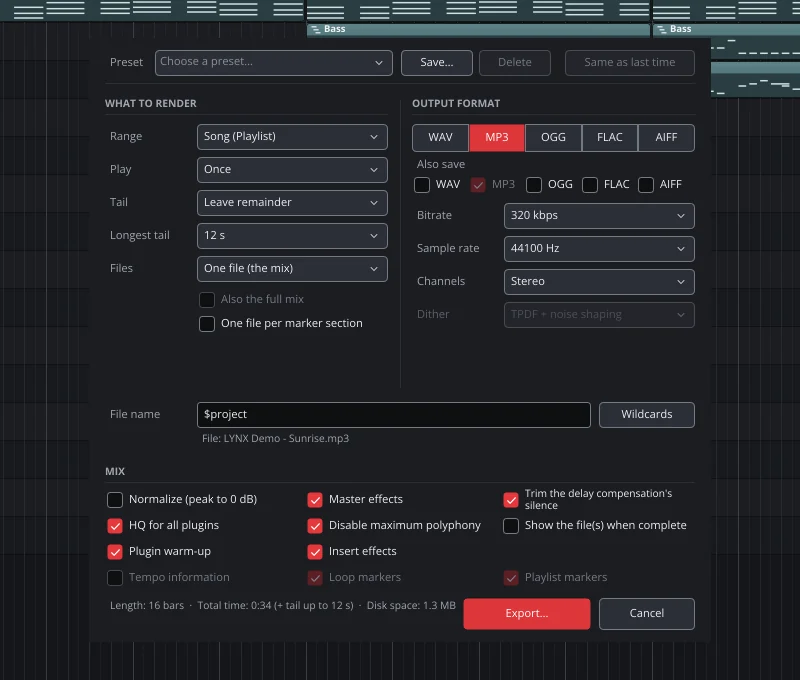 Bass
Bass
Preset
Choose a preset...
Save...
Delete
Same as last time
WHAT TO RENDER
Range
Song (Playlist)
Play
Once
Tail
Leave remainder
Longest tail
12 s
Files
One file (the mix)
Also the full mix
One file per marker section
OUTPUT FORMAT
WAV
MP3
OGG
FLAC
AIFF
Also save
WAV
MP3
OGG
FLAC
AIFF
Bitrate
320 kbps
Sample rate
44100 Hz
Channels
Stereo
Dither
TPDF + noise shaping
File name
$project
Wildcards
File: LYNX Demo - Sunrise.mp3
MIX
Normalize (peak to 0 dB)
Master effects
Trim the delay compensation's
silence
HQ for all plugins
Disable maximum polyphony
Show the file(s) when complete
Plugin warm-up
Insert effects
Tempo information
Loop markers
Playlist markers
Length: 16 bars · Total time: 0:34 (+ tail up to 12 s) · Disk space: 1.3 MB
Export...
Cancel